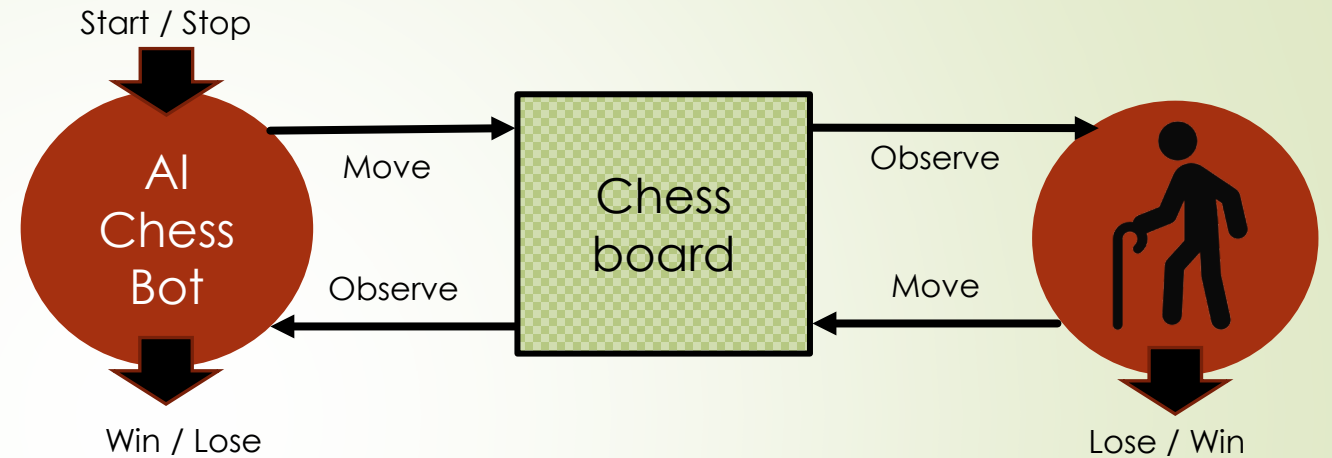 Start / Stop
AI
Chess
Bot
Move
Observe
Chess
board
Observe
Move
Win / Lose
Lose / Win